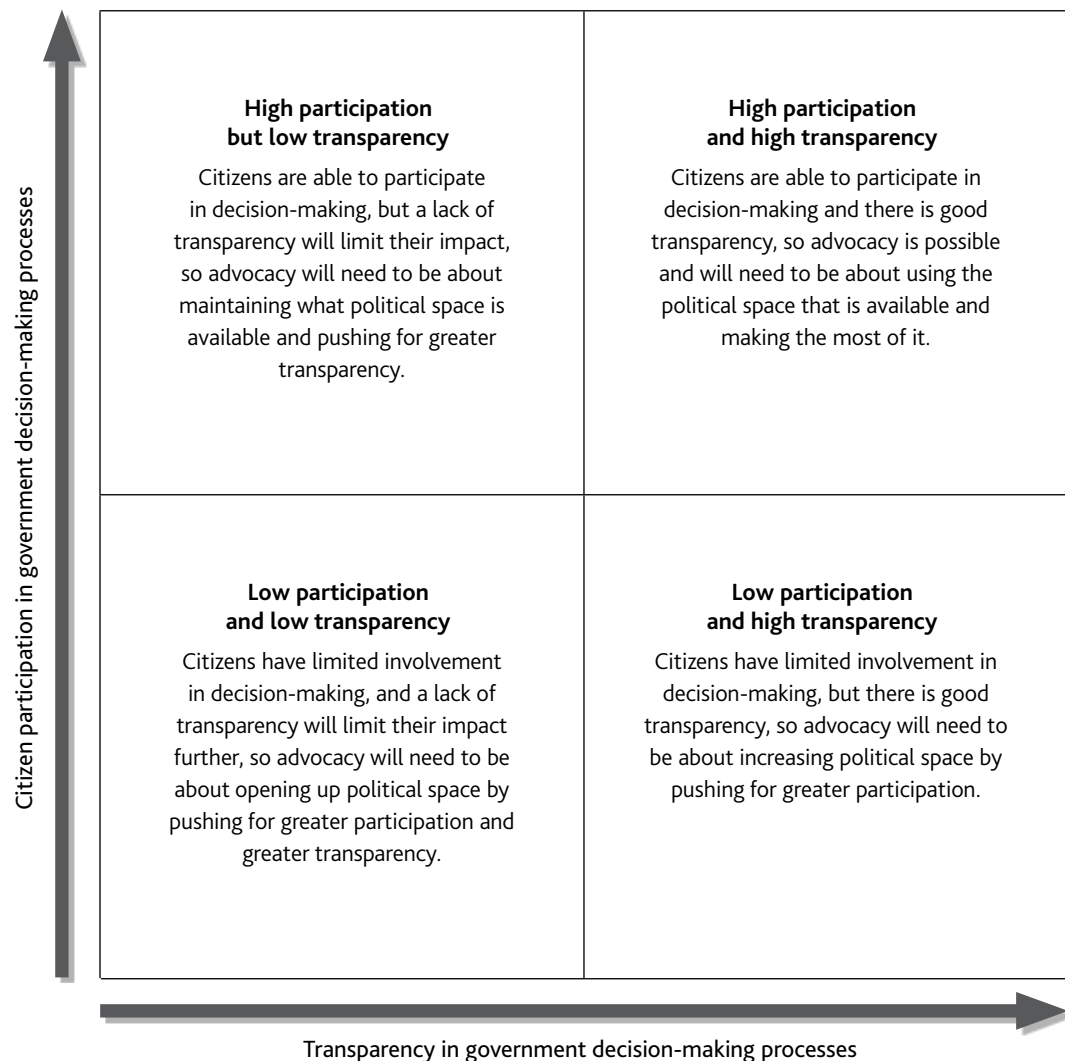 Citizen participation in government decision-making processes
High participation
but low transparency
Citizens are able to participate
in decision-making, but a lack of
transparency will limit their impact,
so advocacy will need to be about
maintaining what political space is
available and pushing for greater
transparency.
High participation
and high transparency
Citizens are able to participate in
decision-making and there is good
transparency, so advocacy is possible
and will need to be about using the
political space that is available and
making the most of it.
Low participation
and low transparency
Citizens have limited involvement
in decision-making, and a lack of
transparency will limit their impact
further, so advocacy will need to be
about opening up political space by
pushing for greater participation and
greater transparency.
Low participation
and high transparency
Citizens have limited involvement in
decision-making, but there is good
transparency, so advocacy will need to
be about increasing political space by
pushing for greater participation.
Transparency in government decision-making processes